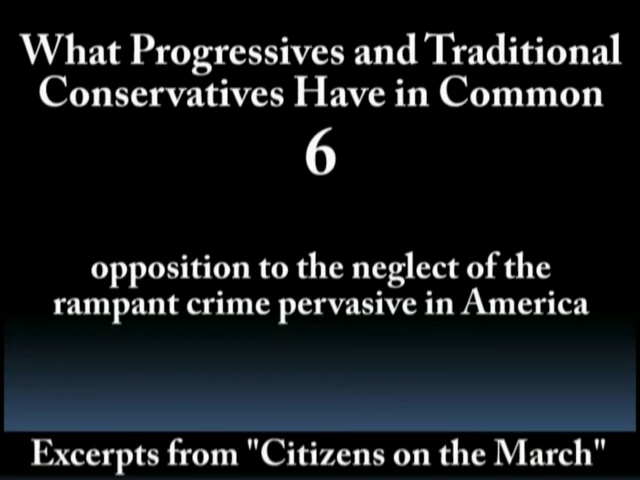 What Progressives and Traditional
Conservatives Have in Common
6
opposition to the neglect of the
rampant crime pervasive in America
Excerpts from "Citizens on the March"